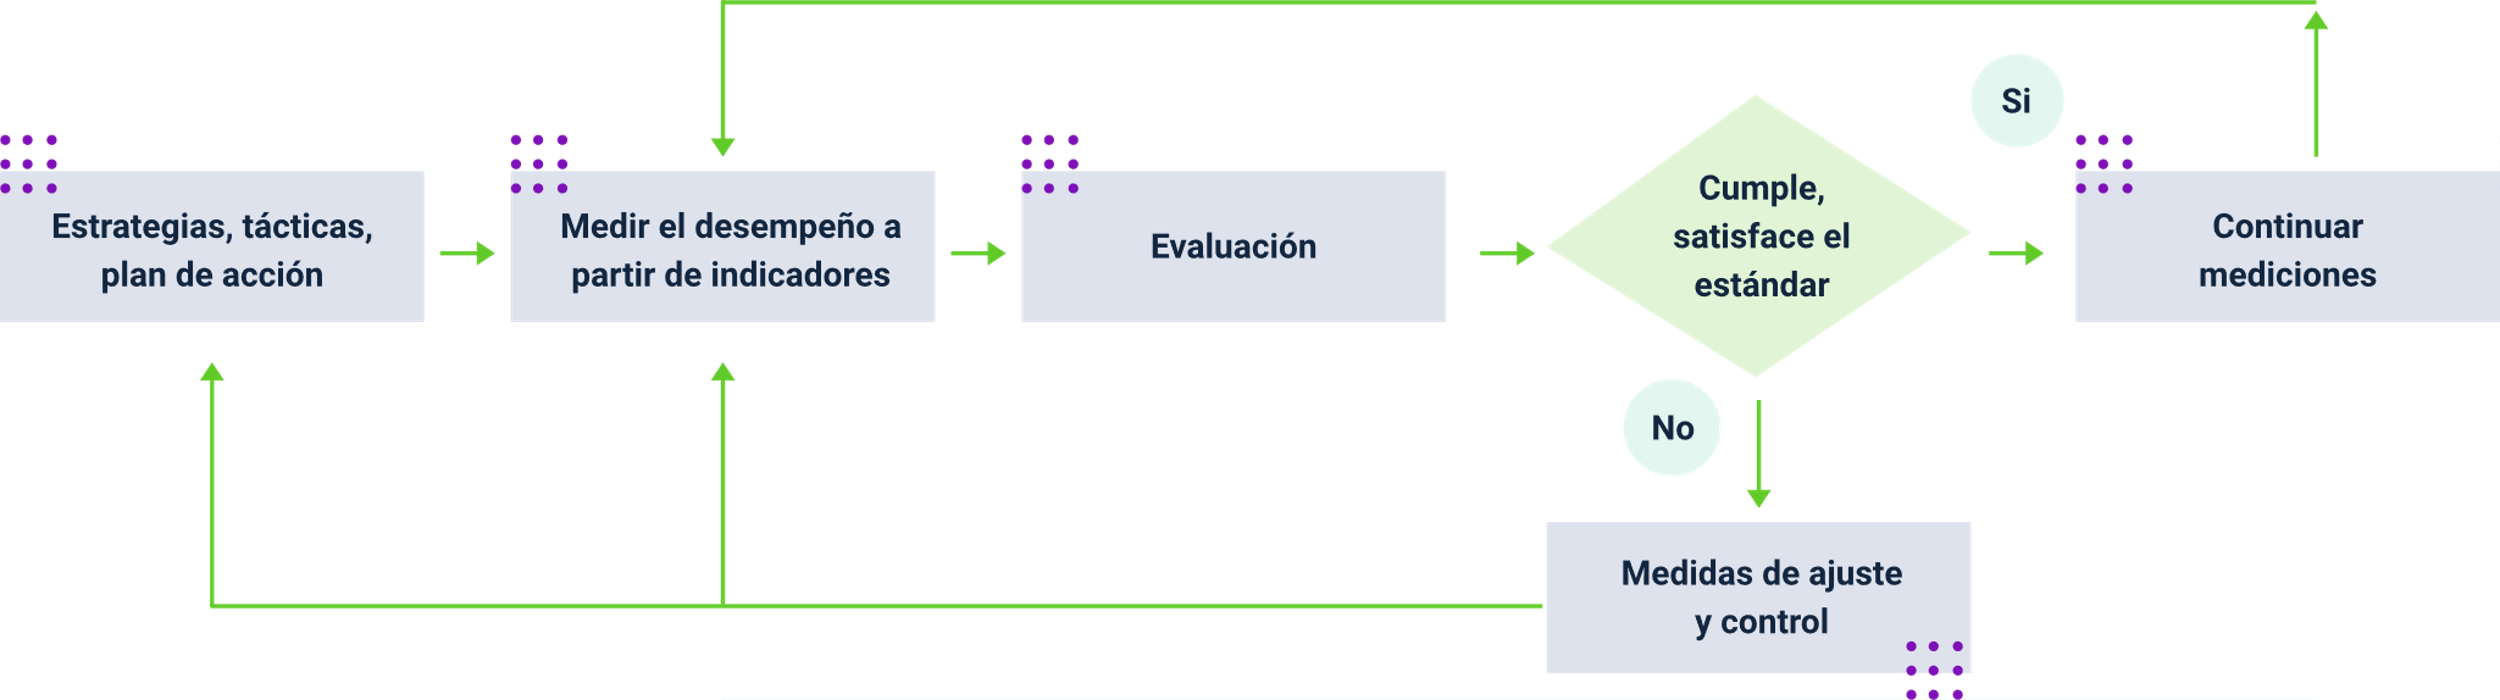 Estrategias, tácticas,
plan de acción
Medir el desempeño a
partir de indicadores
Evaluación
Cumple,
satisface el
estándar
Si
Continuar
mediciones
No
Medidas de ajuste
y control